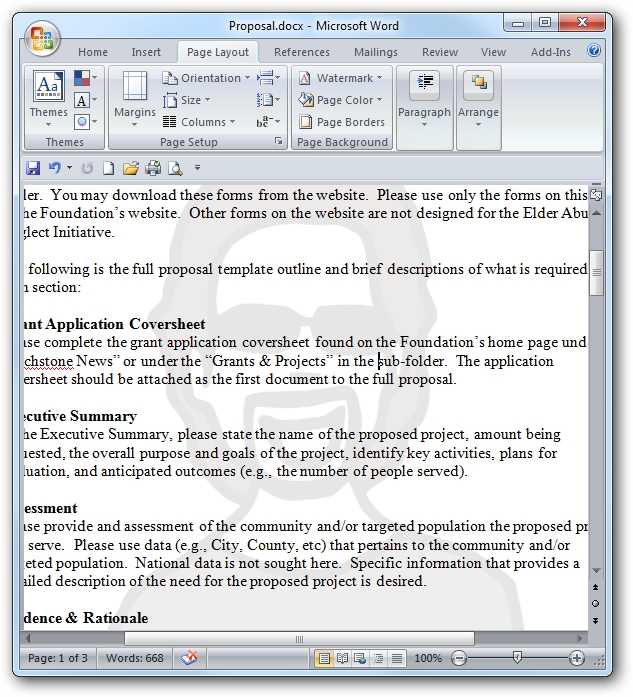 Proposal.docx - Microsoft Word
Home Insert Page Layout References Mailings Review View Add-Ins
Aa Themes A Margins Orientation Size Columns Watermark Page Color Page Borders Paragraph Arrange
Themes Page Setup Page Background
ler. You may download these forms from the website. Please use only the forms on this
he Foundation's website. Other forms on the website are not designed for the Elder Abu
glect Initiative.
following is the full proposal template outline and brief descriptions of what is required
h section:
ant Application Coversheet
ase complete the grant application coversheet found on the Foundation's home page und
chstone News” or under the “Grants & Projects” in the sub-folder. The application
ersheet should be attached as the first document to the full proposal.
ecutive Summary
he Executive Summary, please state the name of the proposed project, amount being
uested, the overall purpose and goals of the project, identify key activities, plans for
luation, and anticipated outcomes (e.g., the number of people served).
essment
ase provide and assessment of the community and/or targeted population the proposed pr
serve. Please use data (e.g., City, County, etc) that pertains to the community and/or
eted population. National data is not sought here. Specific information that provides a
ailed description of the need for the proposed project is desired.
dence & Rationale
Page: 1 of 3 Words: 668 100%